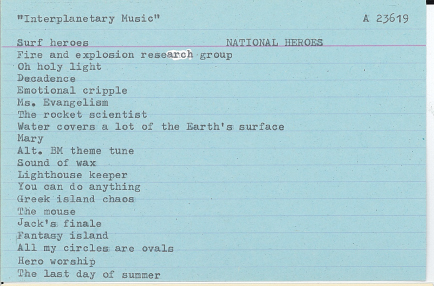 "Interplanetary Music" A 23619
Surf heroes NATIONAL HEROES
Fire and explosion research group
Oh holy light
Decadence
Emotional cripple
Ms. Evangelism
The rocket scientist
Water covers a lot of the Earth's surface
Mary
Alt. BM theme tune
Sound of wax
Lighthouse keeper
You can do anything
Greek island chaos
The mouse
Jack's finale
Fantasy island
All my circles are ovals
Hero worship
The last day of summer